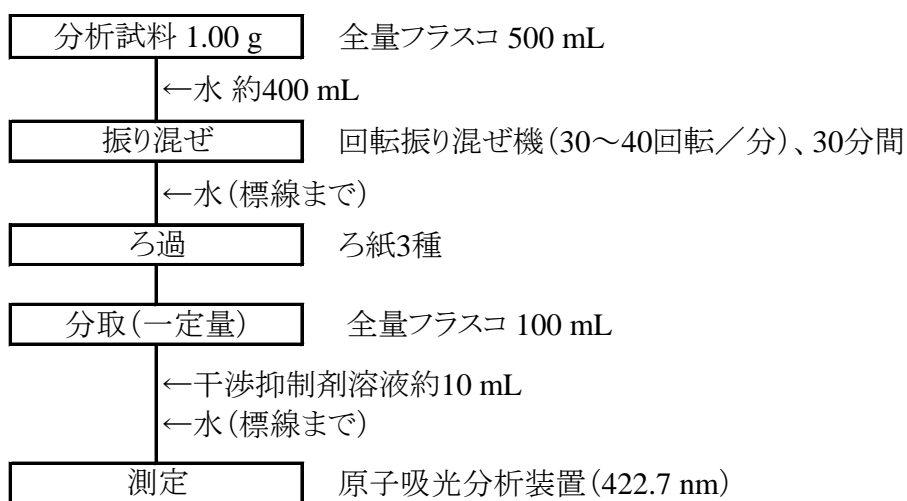 分析試料 1.00 g 全量フラスコ 500 mL
←水 約400 mL
振り混ぜ 回転振り混ぜ機(30～40回転／分)、30分間
←水(標線まで)
ろ過 ろ紙3種
分取(一定量) 全量フラスコ 100 mL
←干渉抑制剤溶液約10 mL
←水(標線まで)
測定 原子吸光分析装置(422.7 nm)